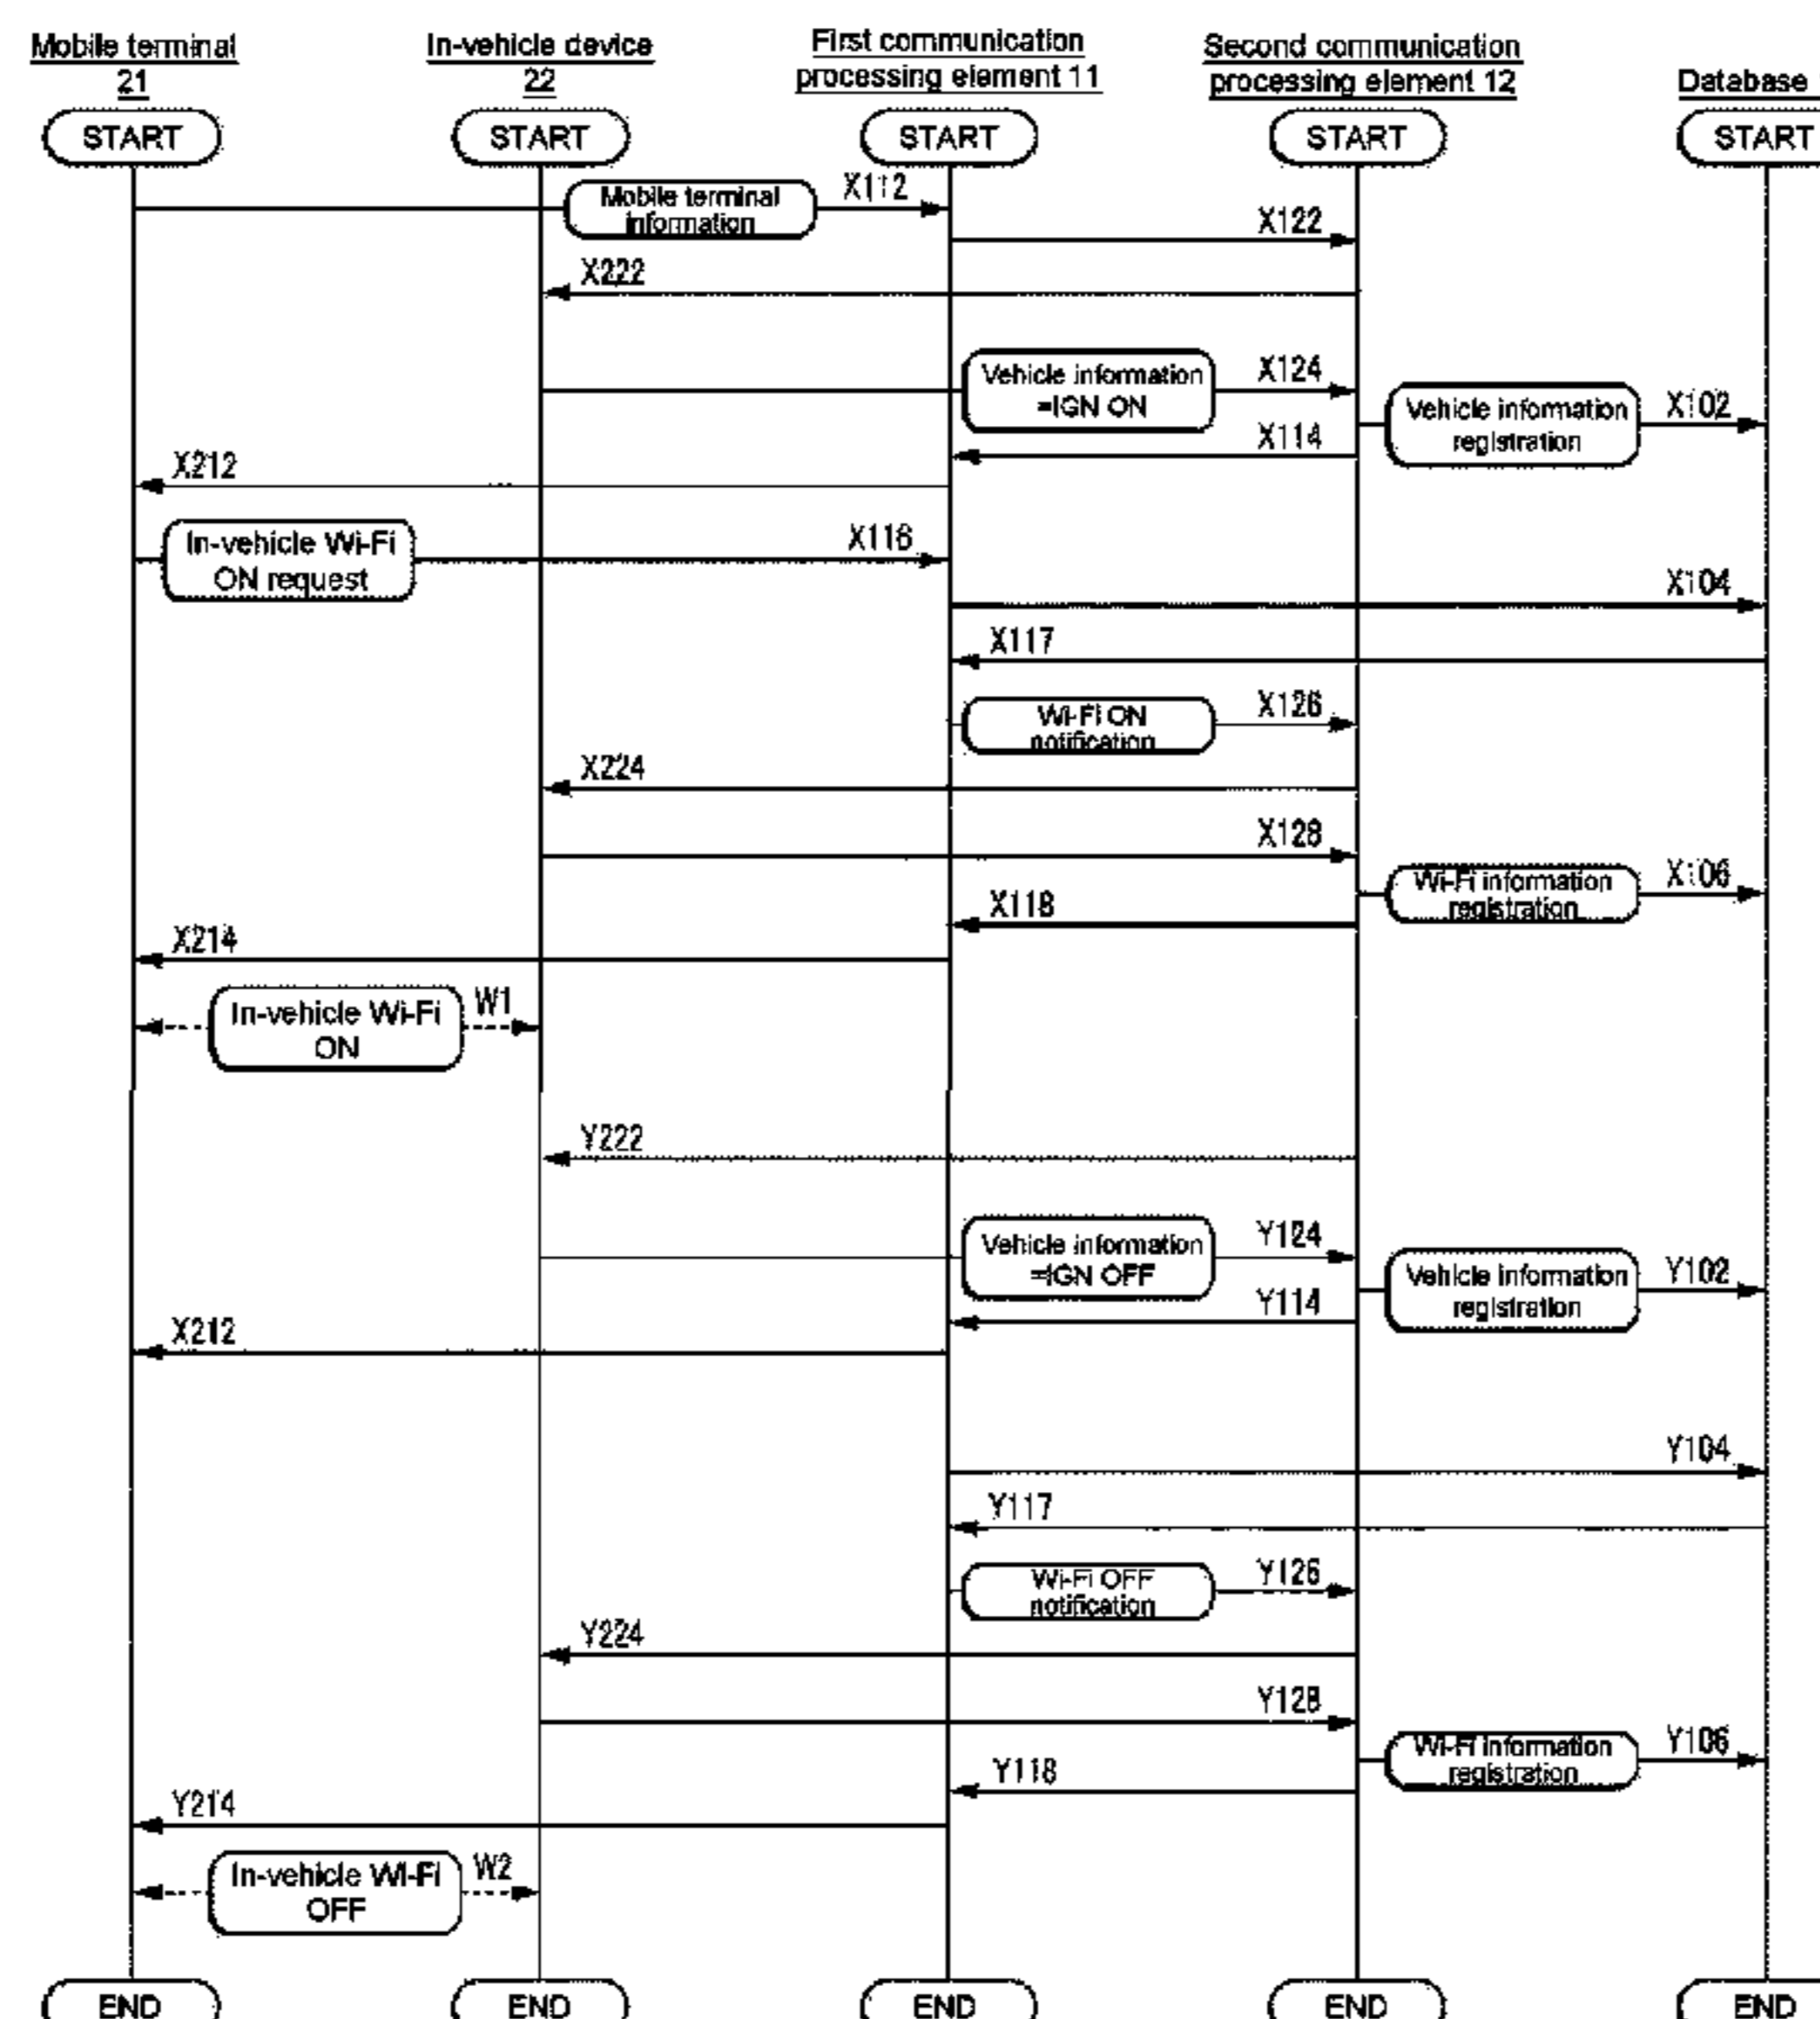 Mobile terminal
21
In-vehicle device
22
First communication
processing element 11
Second communication
processing element 12
Database
START
START
START
START
START
Mobile terminal
information
X112
X122
X222
Vehicle information
=IGN ON
X124
Vehicle information
registration
X102
X114
X212
In-vehicle Wi-Fi
ON request
X116
X104
X117
Wi-Fi ON
notification
X126
X224
X128
Wi-Fi information
registration
X106
X118
X214
In-vehicle Wi-Fi
ON
W1
Y222
Vehicle information
=IGN OFF
Y124
Vehicle information
registration
Y102
Y114
X212
Y104
Y117
Wi-Fi OFF
notification
Y126
Y224
Y128
Wi-Fi information
registration
Y106
Y118
Y214
In-vehicle Wi-Fi
OFF
W2
END
END
END
END
END